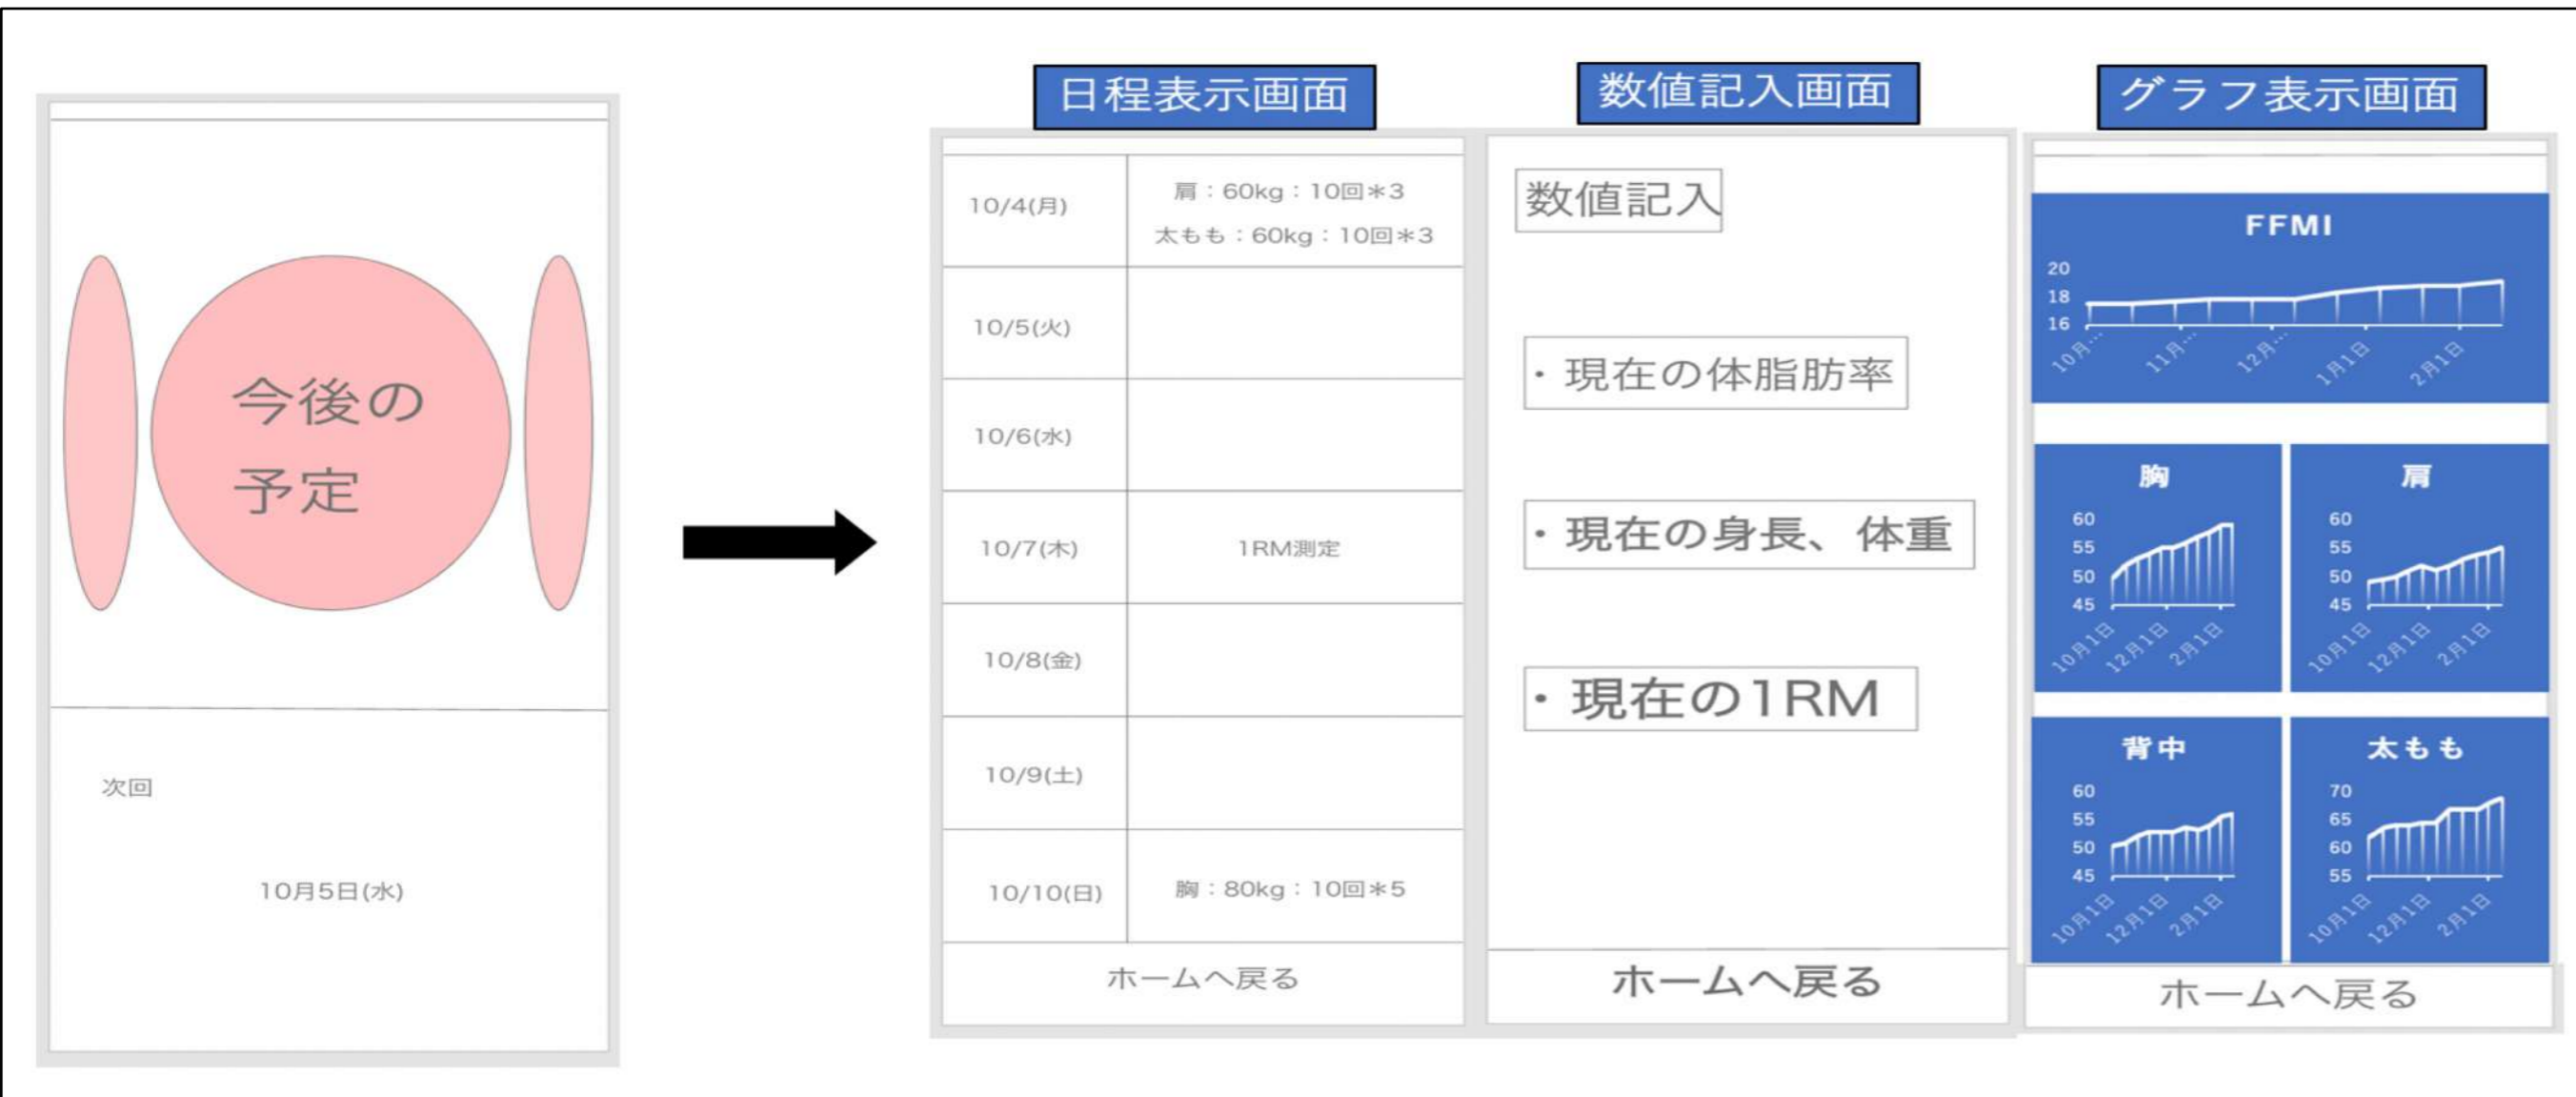 今後の
予定
次回
10月5日(水)
日程表示画面
10/4(月)
肩：60kg：10回＊3
太もも：60kg：10回＊3
10/5(火)
10/6(水)
10/7(木)
1RM測定
10/8(金)
10/9(土)
10/10(日)
胸：80kg：10回＊5
ホームへ戻る
数値記入画面
数値記入
・現在の体脂肪率
・現在の身長、体重
・現在の1RM
ホームへ戻る
グラフ表示画面
FFMI
20
18
16
10月…
11月…
12月…
1月1日
2月1日
胸
60
55
50
45
10月1日
12月1日
2月1日
肩
60
55
50
45
10月1日
12月1日
2月1日
背中
60
55
50
45
10月1日
12月1日
2月1日
太もも
70
65
60
55
10月1日
12月1日
2月1日
ホームへ戻る